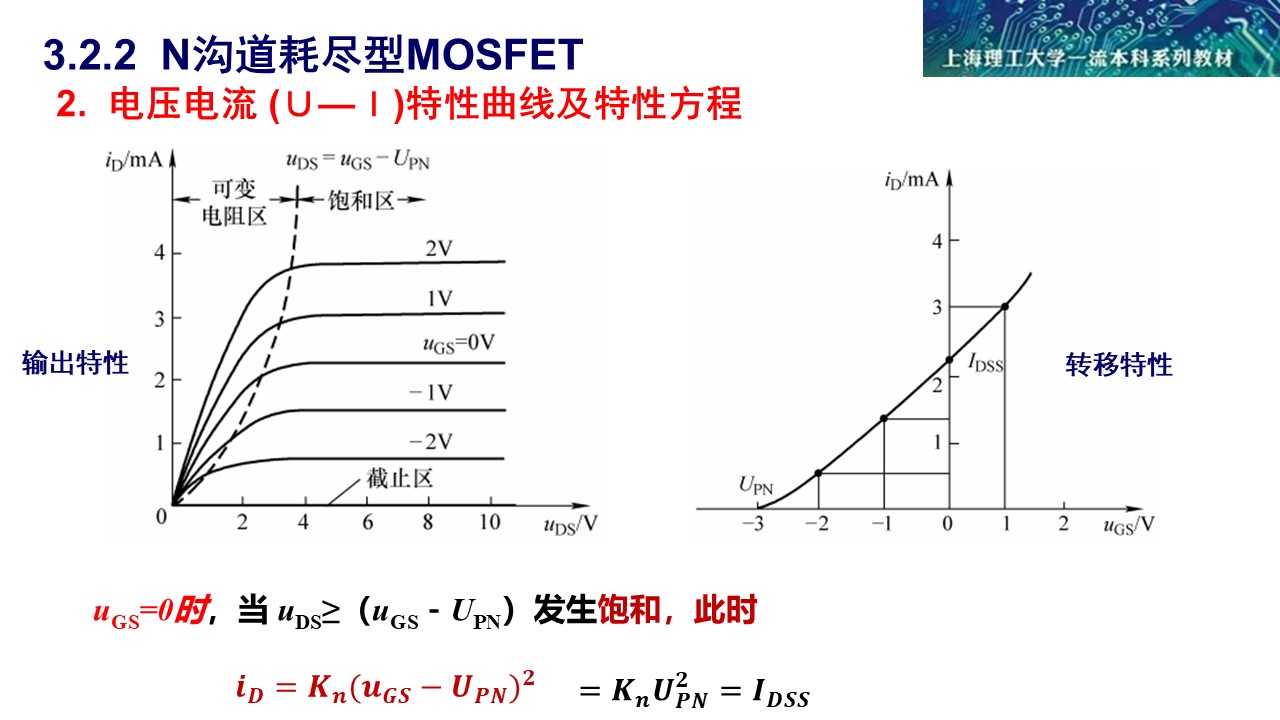 3.2.2 N沟道耗尽型MOSFET
上海理工大学一流本科系列教材
2. 电压电流 (U—I)特性曲线及特性方程
iD/mA
uDS = uGS − UPN
可变
电阻区
饱和区
4
3
2
1
0
2V
1V
uGS=0V
−1V
−2V
截止区
2
4
6
8
10
uDS/V
输出特性
iD/mA
4
3
2
1
IDSS
UPN
−3
−2
−1
0
1
2
uGS/V
转移特性
uGS=0时，当 uDS≥（uGS - UPN）发生饱和，此时
iD = Kn(uGS − UPN)² = KnU²PN = IDSS